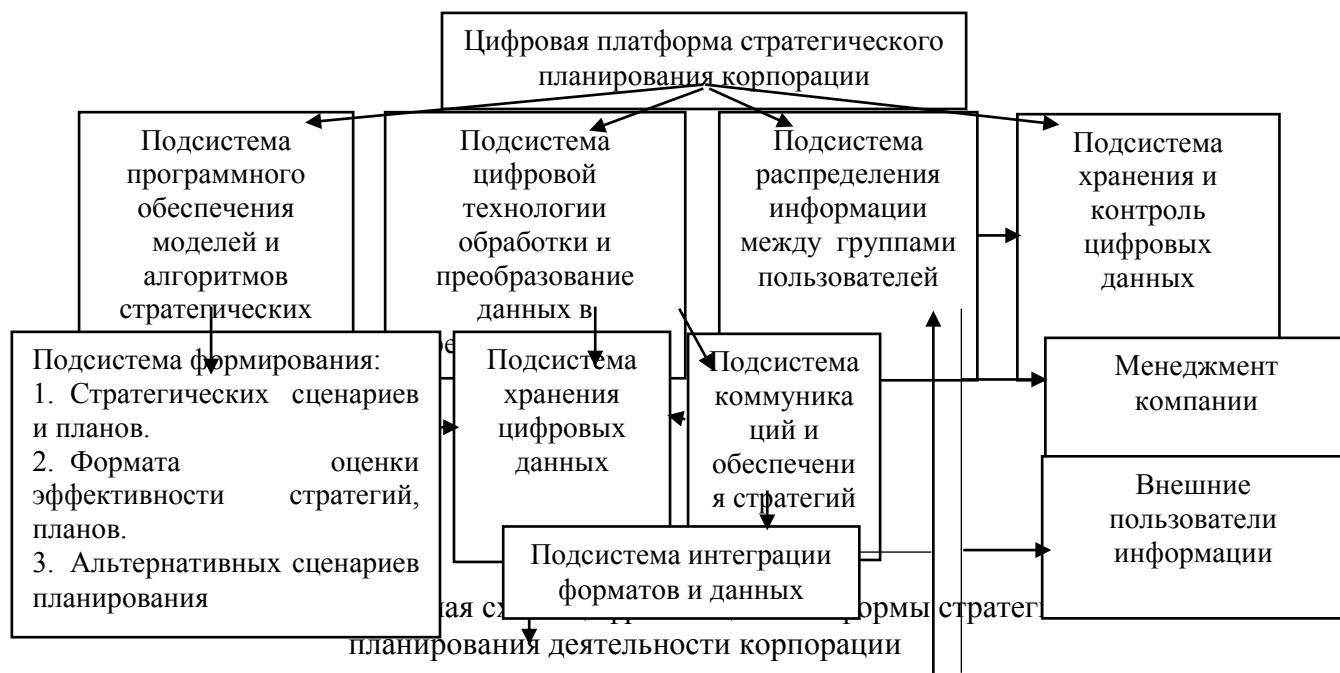 Цифровая платформа стратегического
планирования корпорации
Подсистема
программного
обеспечения
моделей и
алгоритмов
стратегических
Подсистема
цифровой
технологии
обработки и
преобразование
данных в
Подсистема
распределения
информации
между группами
пользователей
Подсистема
хранения и
контроль
цифровых
данных
Подсистема формирования:
1. Стратегических сценариев
и планов.
2. Формата оценки
эффективности стратегий,
планов.
3. Альтернативных сценариев
планирования
Подсистема
хранения
цифровых
данных
Подсистема
коммуника
ций и
обеспечени
я стратегий
Менеджмент
компании
Внешние
пользователи
информации
Подсистема интеграции
форматов и данных
планирования деятельности корпорации